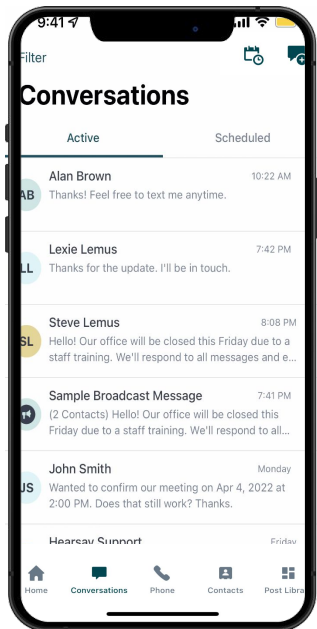 9:41
Filter
Conversations
Active
Scheduled
AB
Alan Brown
10:22 AM
Thanks! Feel free to text me anytime.
LL
Lexie Lemus
7:42 PM
Thanks for the update. I'll be in touch.
SL
Steve Lemus
8:08 PM
Hello! Our office will be closed this Friday due to a
staff training. We'll respond to all messages and e...
Sample Broadcast Message
7:41 PM
(2 Contacts) Hello! Our office will be closed this
Friday due to a staff training. We'll respond to all...
JS
John Smith
Monday
Wanted to confirm our meeting on Apr 4, 2022 at
2:00 PM. Does that still work? Thanks.
Hearsay Support
Friday
Home
Conversations
Phone
Contacts
Post Libra